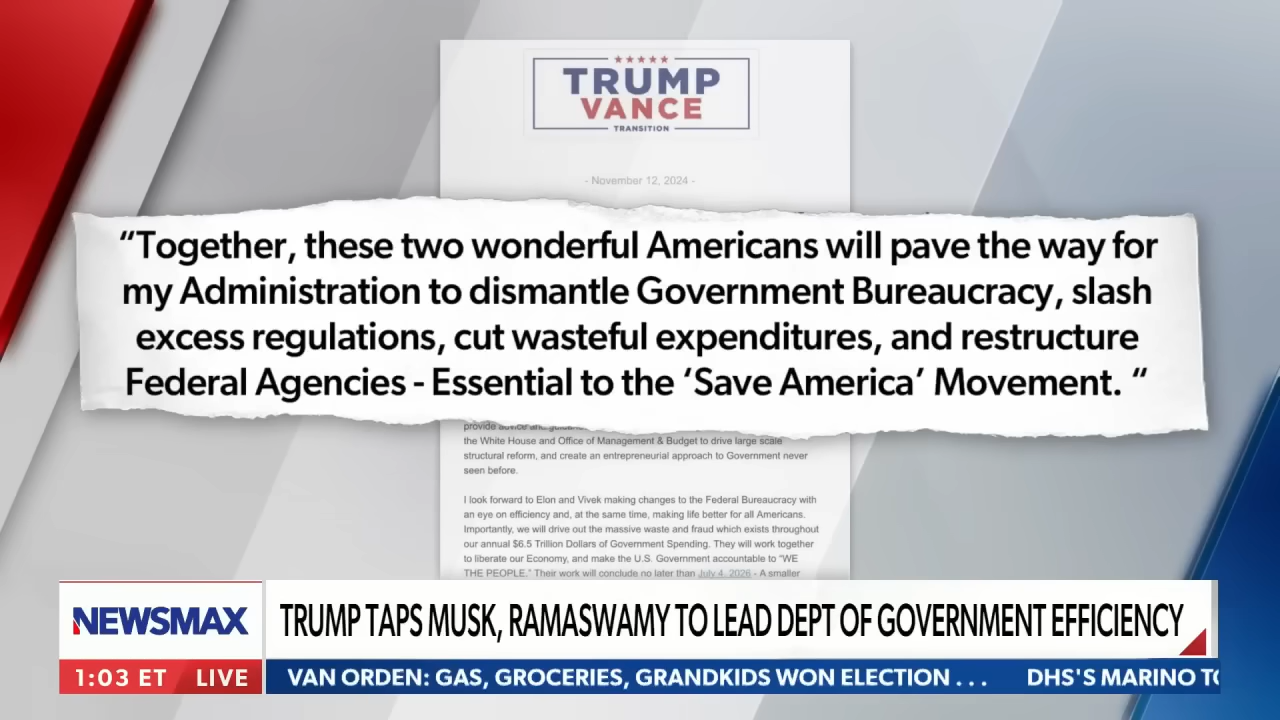 TRUMP
VANCE
TRANSITION
- November 12, 2024 -
“Together, these two wonderful Americans will pave the way for
my Administration to dismantle Government Bureaucracy, slash
excess regulations, cut wasteful expenditures, and restructure
Federal Agencies - Essential to the ‘Save America’ Movement. “
provide advice and guidance
the White House and Office of Management & Budget to drive large scale
structural reform, and create an entrepreneurial approach to Government never
seen before.
I look forward to Elon and Vivek making changes to the Federal Bureaucracy with
an eye on efficiency and, at the same time, making life better for all Americans.
Importantly, we will drive out the massive waste and fraud which exists throughout
our annual $6.5 Trillion Dollars of Government Spending. They will work together
to liberate our Economy, and make the U.S. Government accountable to "WE
THE PEOPLE." Their work will conclude no later than July 4, 2026 - A smaller
NEWSMAX
TRUMP TAPS MUSK, RAMASWAMY TO LEAD DEPT OF GOVERNMENT EFFICIENCY
1:03 ET LIVE
VAN ORDEN: GAS, GROCERIES, GRANDKIDS WON ELECTION . . . DHS'S MARINO TO